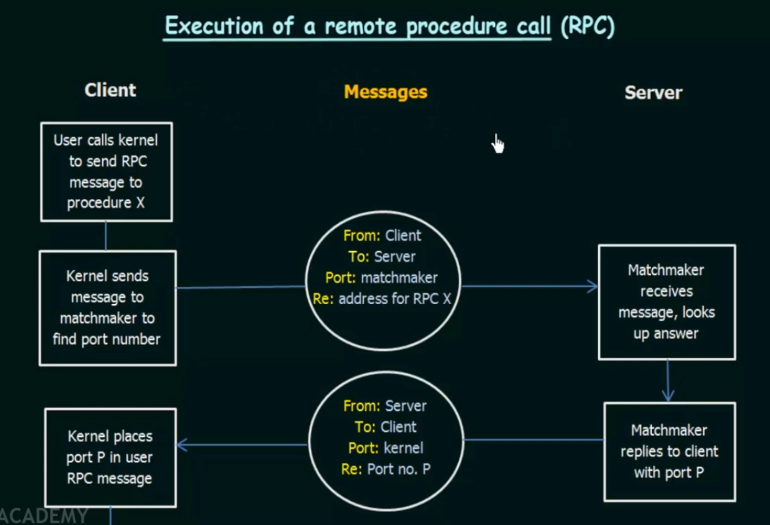 Execution of a remote procedure call (RPC)
Client
Messages
Server
User calls kernel
to send RPC
message to
procedure X
Kernel sends
message to
matchmaker to
find port number
From: Client
To: Server
Port: matchmaker
Re: address for RPC X
Matchmaker
receives
message, looks
up answer
Kernel places
port P in user
RPC message
From: Server
To: Client
Port: kernel
Re: Port no. P
Matchmaker
replies to client
with port P
ACADEMY